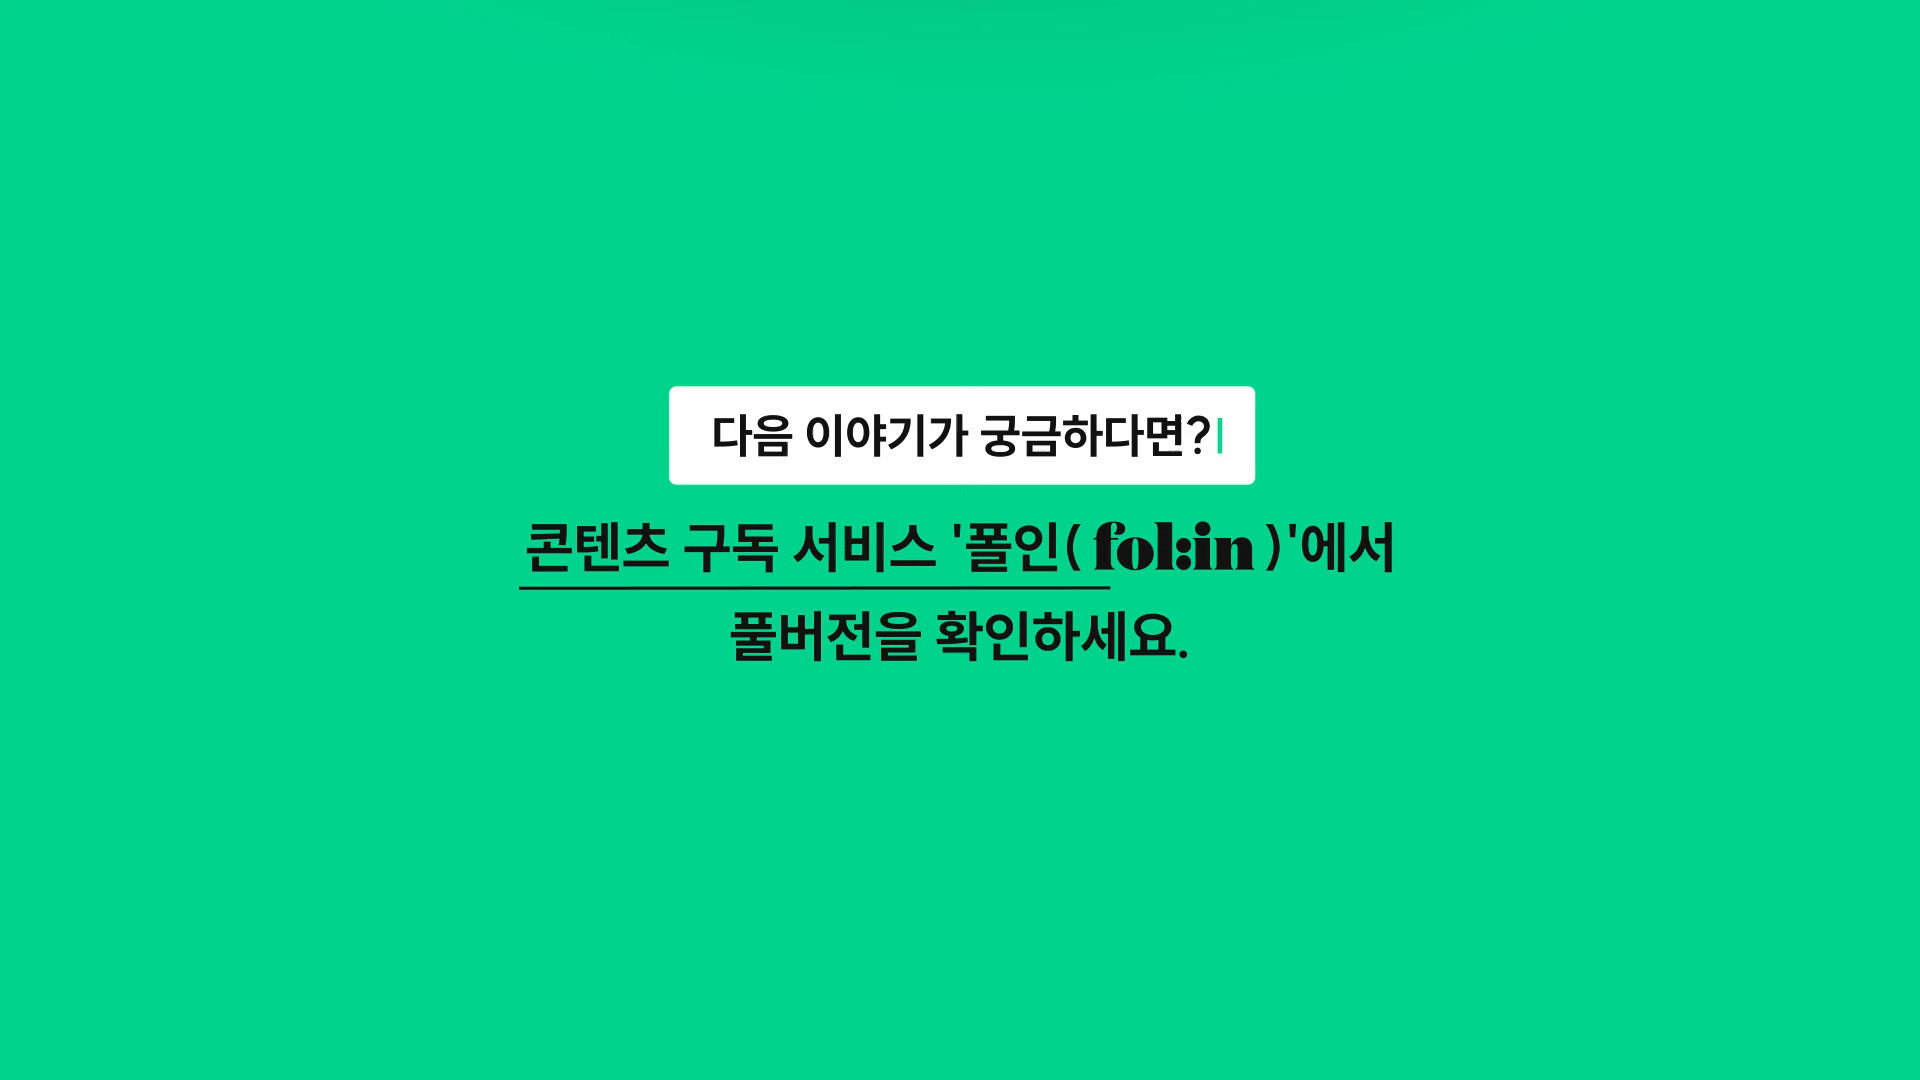 다음 이야기가 궁금하다면?
콘텐츠 구독 서비스 '폴인( fol:in )'에서
풀버전을 확인하세요.